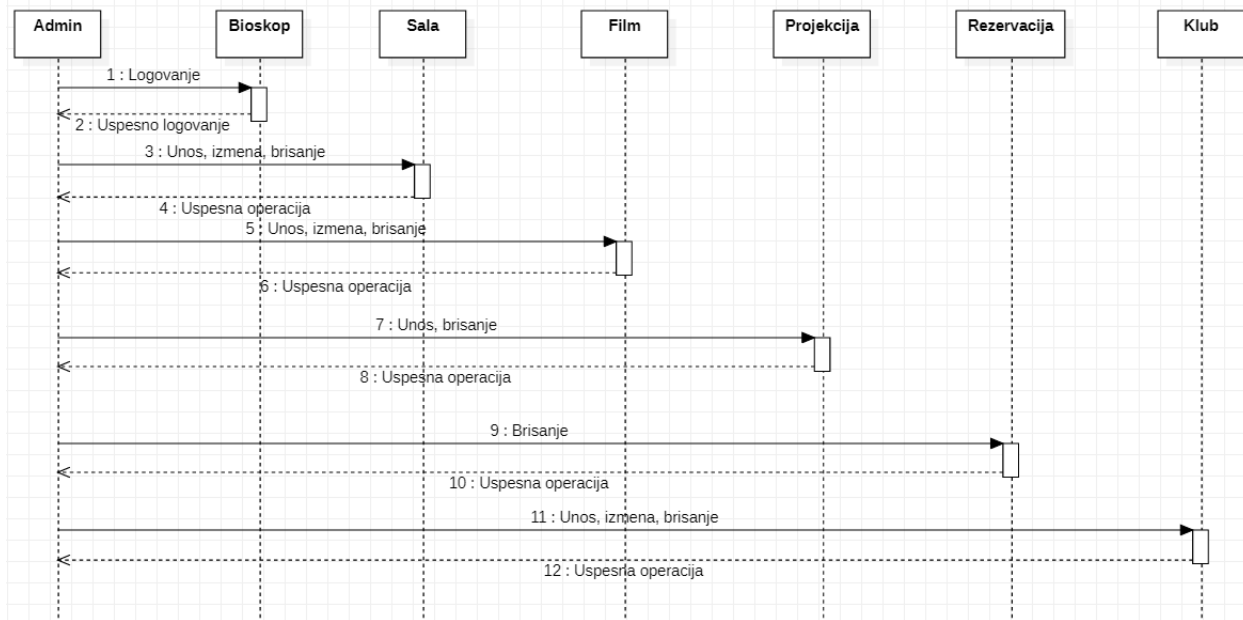 Admin
Bioskop
Sala
Film
Projekcija
Rezervacija
Klub
1 : Logovanje
2 : Uspesno logovanje
3 : Unos, izmena, brisanje
4 : Uspesna operacija
5 : Unos, izmena, brisanje
6 : Uspesna operacija
7 : Unos, brisanje
8 : Uspesna operacija
9 : Brisanje
10 : Uspesna operacija
11 : Unos, izmena, brisanje
12 : Uspesna operacija